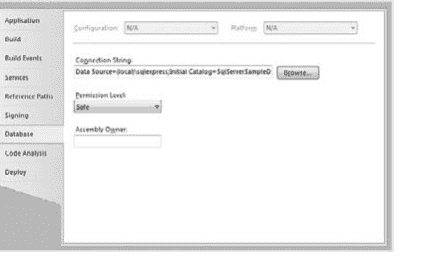 Application
Build
Build Events
Services
Reference Paths
Signing
Database
Code Analysis
Deploy
Configuration: N/A Platform: N/A
Connection String:
Data Source=(local)\sqlexpress;Initial Catalog=SqlServerSampleD Browse...
Permission Level:
Safe
Assembly Owner: